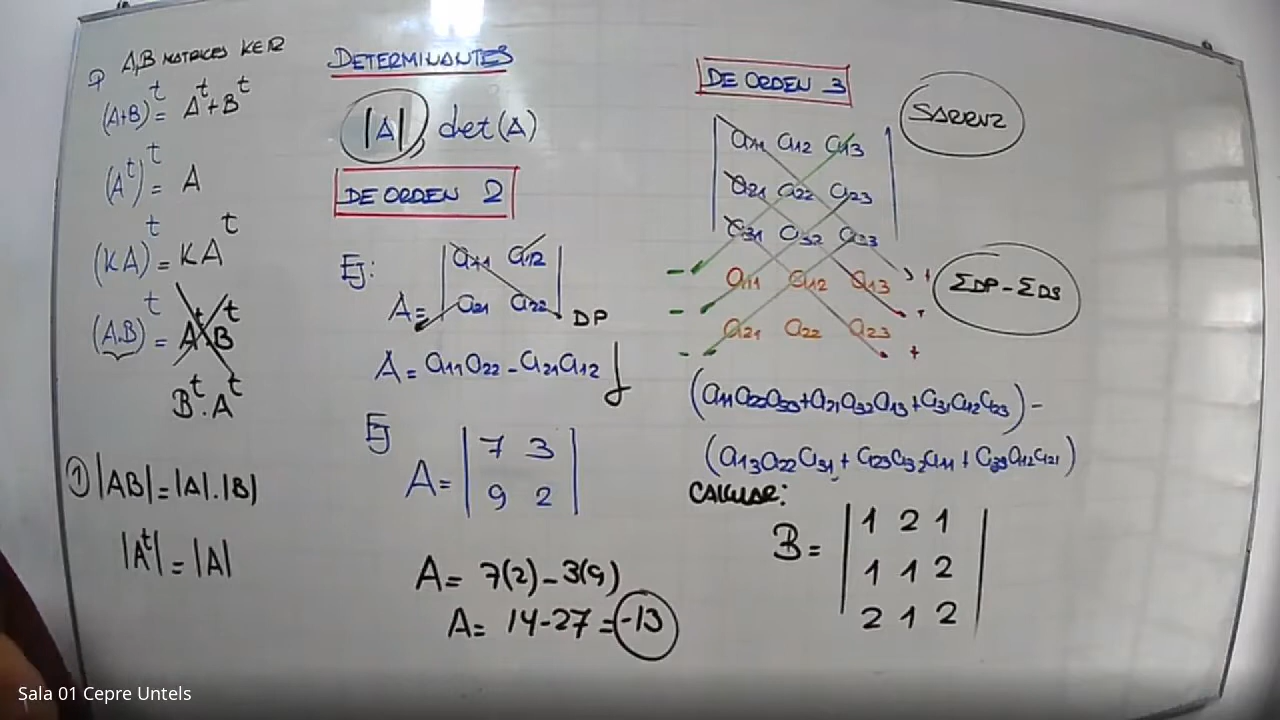 A,B MATRICES K∈R
(A+B)^t = A^t+B^t
(A^t)^t = A
(KA)^t = KA^t
(A.B)^t = A^t B^t
B^t . A^t
① |AB| = |A|.|B|
|A^t| = |A|
DETERMINANTES
|A|, det(A)
DE ORDEN 2
Ej:
A = | a11 a12 |
| a21 a22 | DP
A = a11a22 - a21a12
Ej
A = | 7 3 |
| 9 2 |
A = 7(2) - 3(9)
A = 14-27 = -13
DE ORDEN 3
SARRUZ
a11 a12 a13
a21 a22 a23
a31 a32 a33
- a11 a12 a13 +
- a21 a22 a23 +
- +
ΣDP - ΣDS
(a11a22a33+a21a32a13+a31a12a23) -
(a13a22a31 + a23a32a11 + a33a12a21)
CALCULAR:
B = | 1 2 1 |
| 1 1 2 |
| 2 1 2 |
Sala 01 Cepre Untels